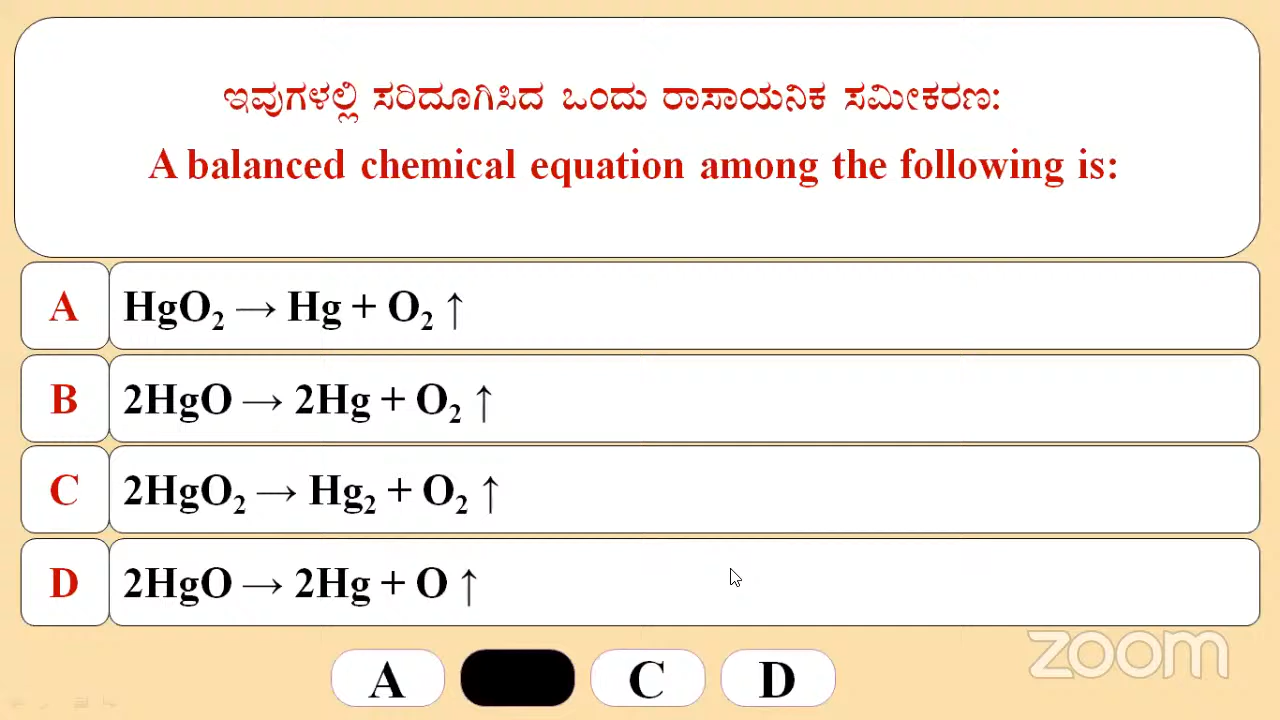 ಇವುಗಳಲ್ಲಿ ಸರಿದೂಗಿಸಿದ ಒಂದು ರಾಸಾಯನಿಕ ಸಮೀಕರಣ:
A balanced chemical equation among the following is:
A HgO₂ → Hg + O₂ ↑
B 2HgO → 2Hg + O₂ ↑
C 2HgO₂ → Hg₂ + O₂ ↑
D 2HgO → 2Hg + O ↑
zoom
A C D